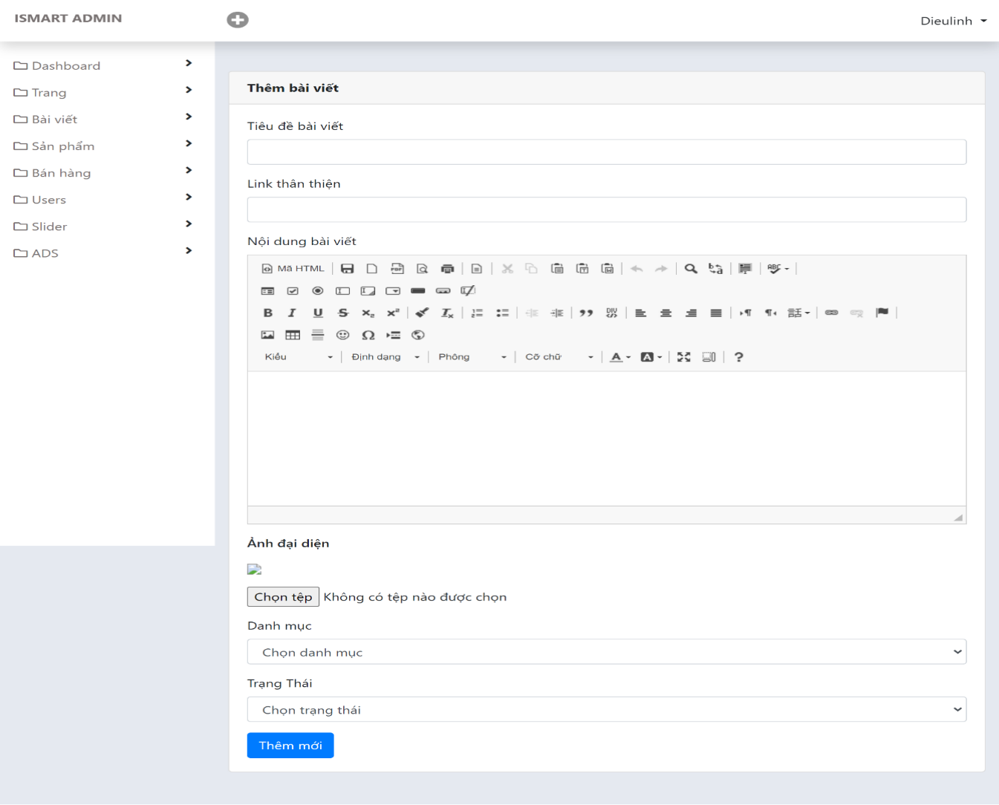 ISMART ADMIN
Dieulinh
Dashboard
Trang
Bài viết
Sản phẩm
Bán hàng
Users
Slider
ADS
Thêm bài viết
Tiêu đề bài viết
Link thân thiện
Nội dung bài viết
Mã HTML
Kiểu Định dạng Phông Cỡ chữ
Ảnh đại diện
Chọn tệp Không có tệp nào được chọn
Danh mục
Chọn danh mục
Trạng Thái
Chọn trạng thái
Thêm mới